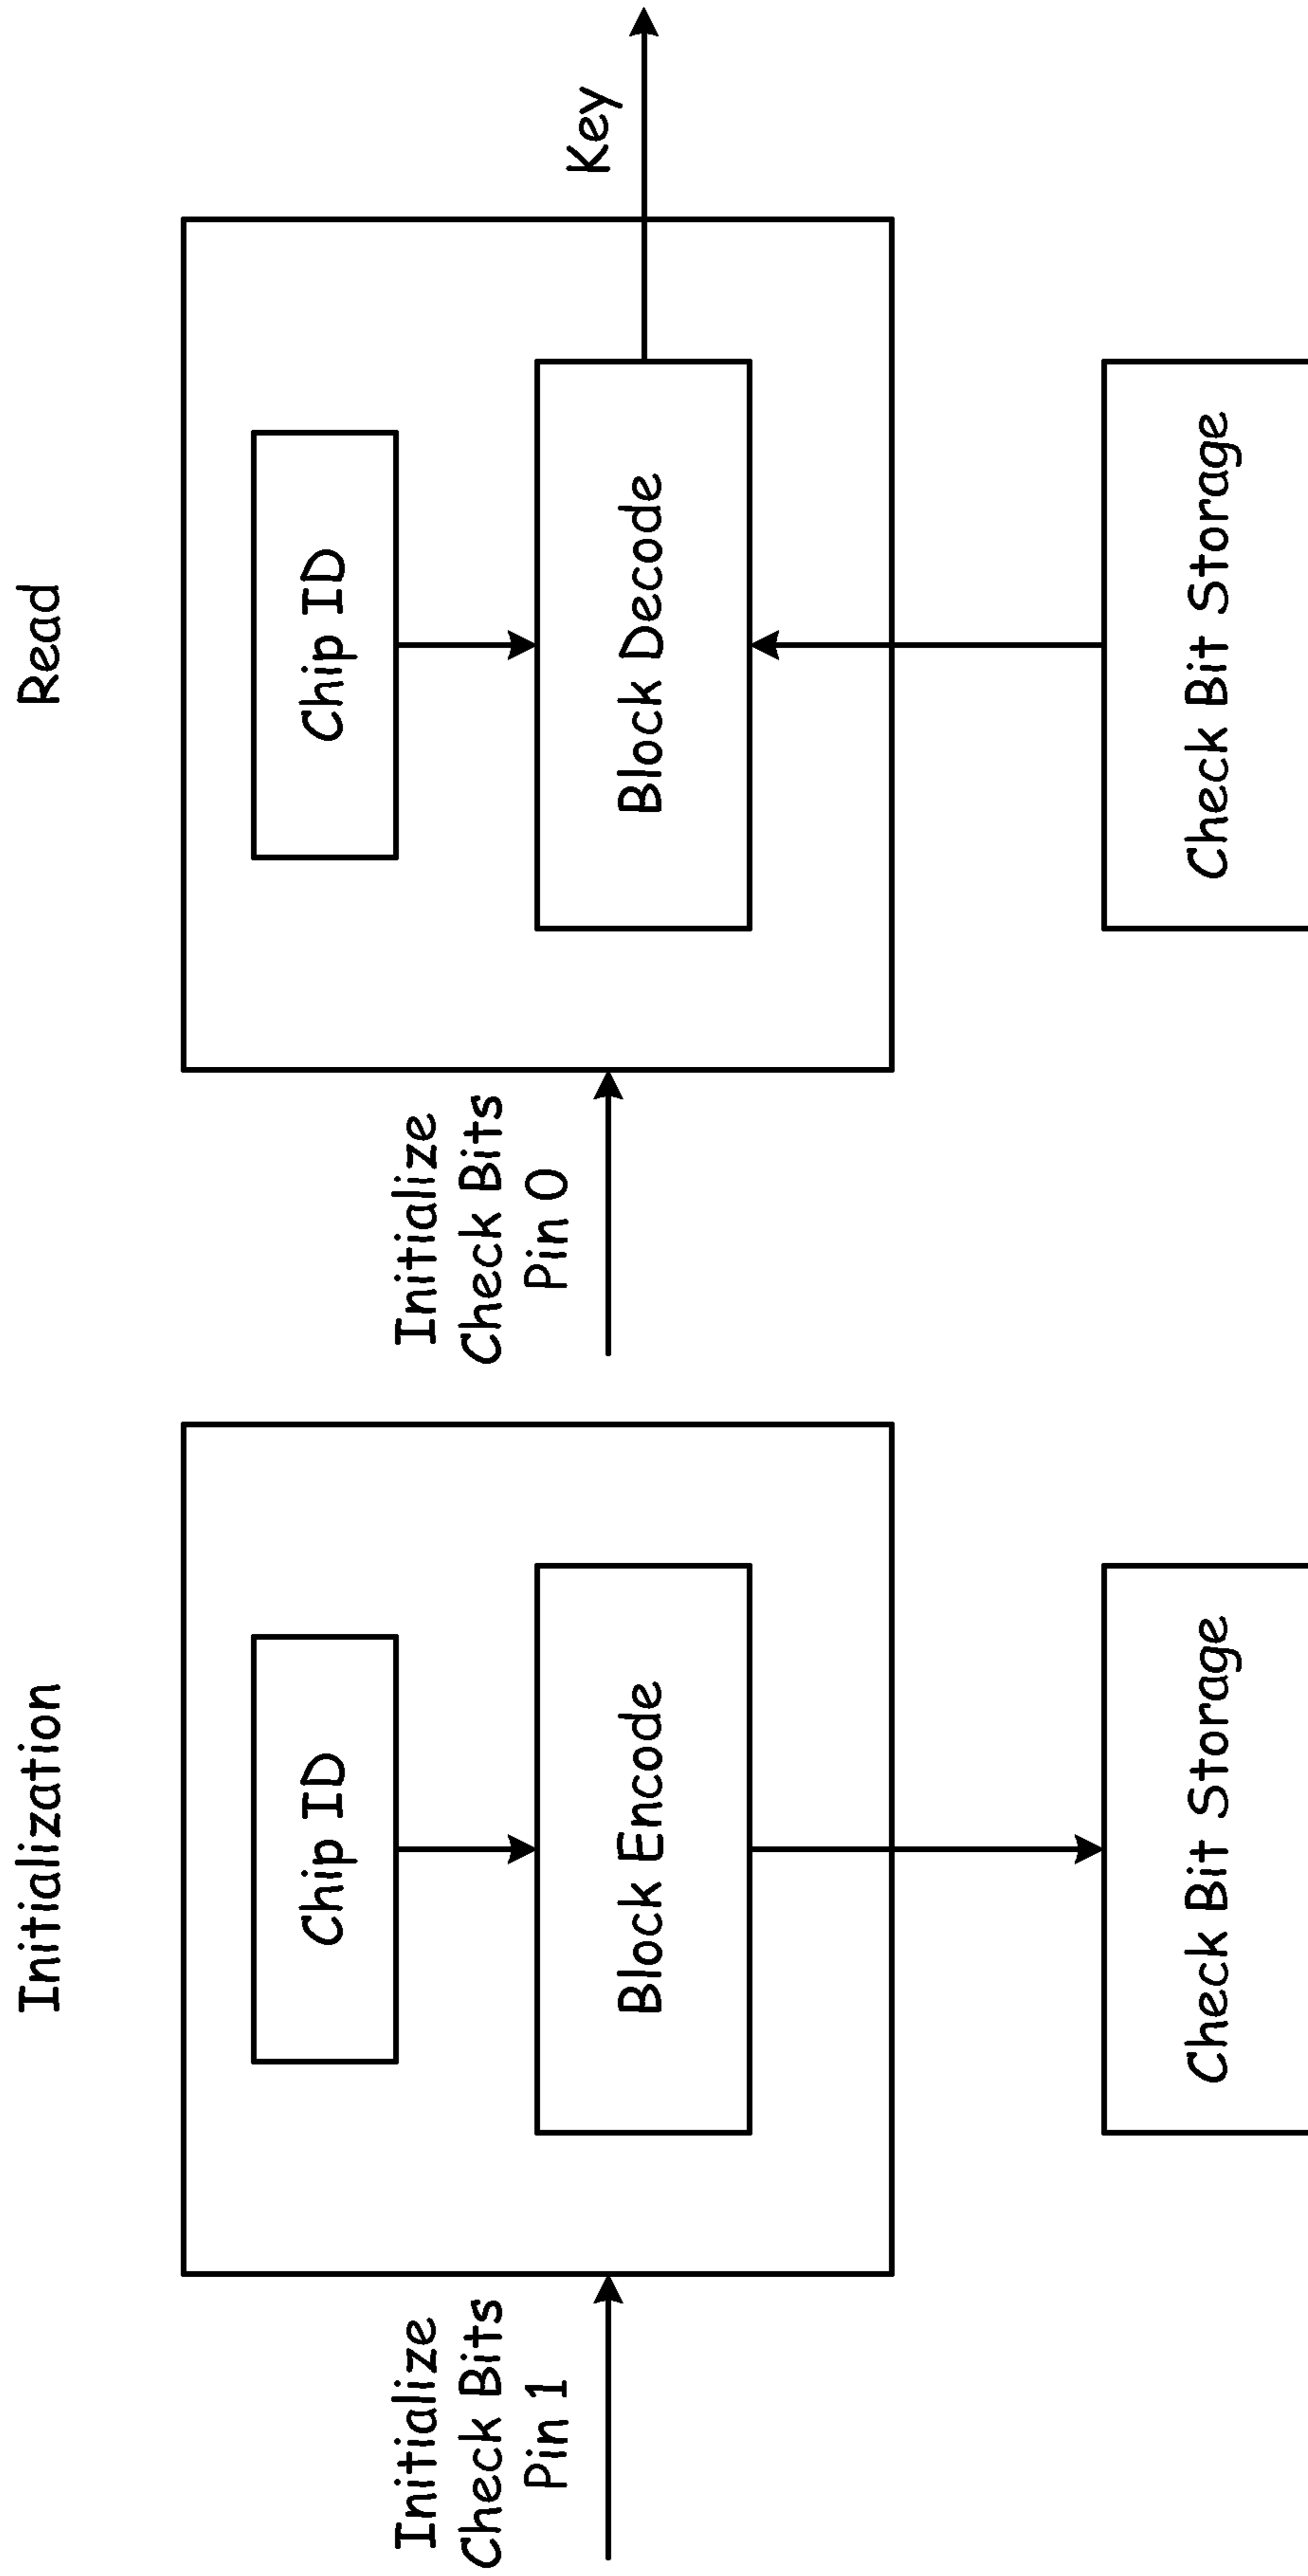 Initialization
Initialize
Check Bits
Pin 1
Chip ID
Block Encode
Check Bit Storage
Read
Initialize
Check Bits
Pin 0
Chip ID
Block Decode
Key
Check Bit Storage